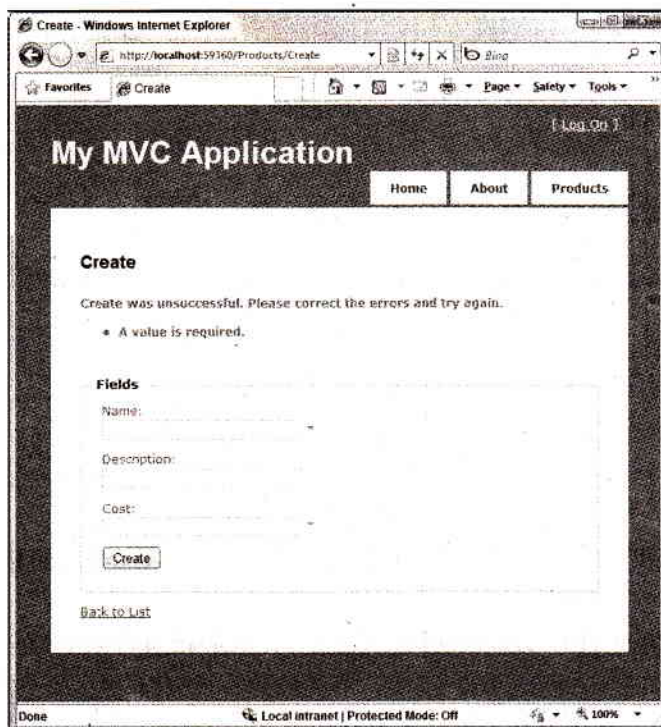 Create - Windows Internet Explorer
http://localhost:59360/Products/Create
Bing
Favorites
Create
Page
Safety
Tools
[ Log On ]
My MVC Application
Home
About
Products
Create
Create was unsuccessful. Please correct the errors and try again.
• A value is required.
Fields
Name:
*
Description:
Cost:
*
Create
Back to List
Done
Local intranet | Protected Mode: Off
100%